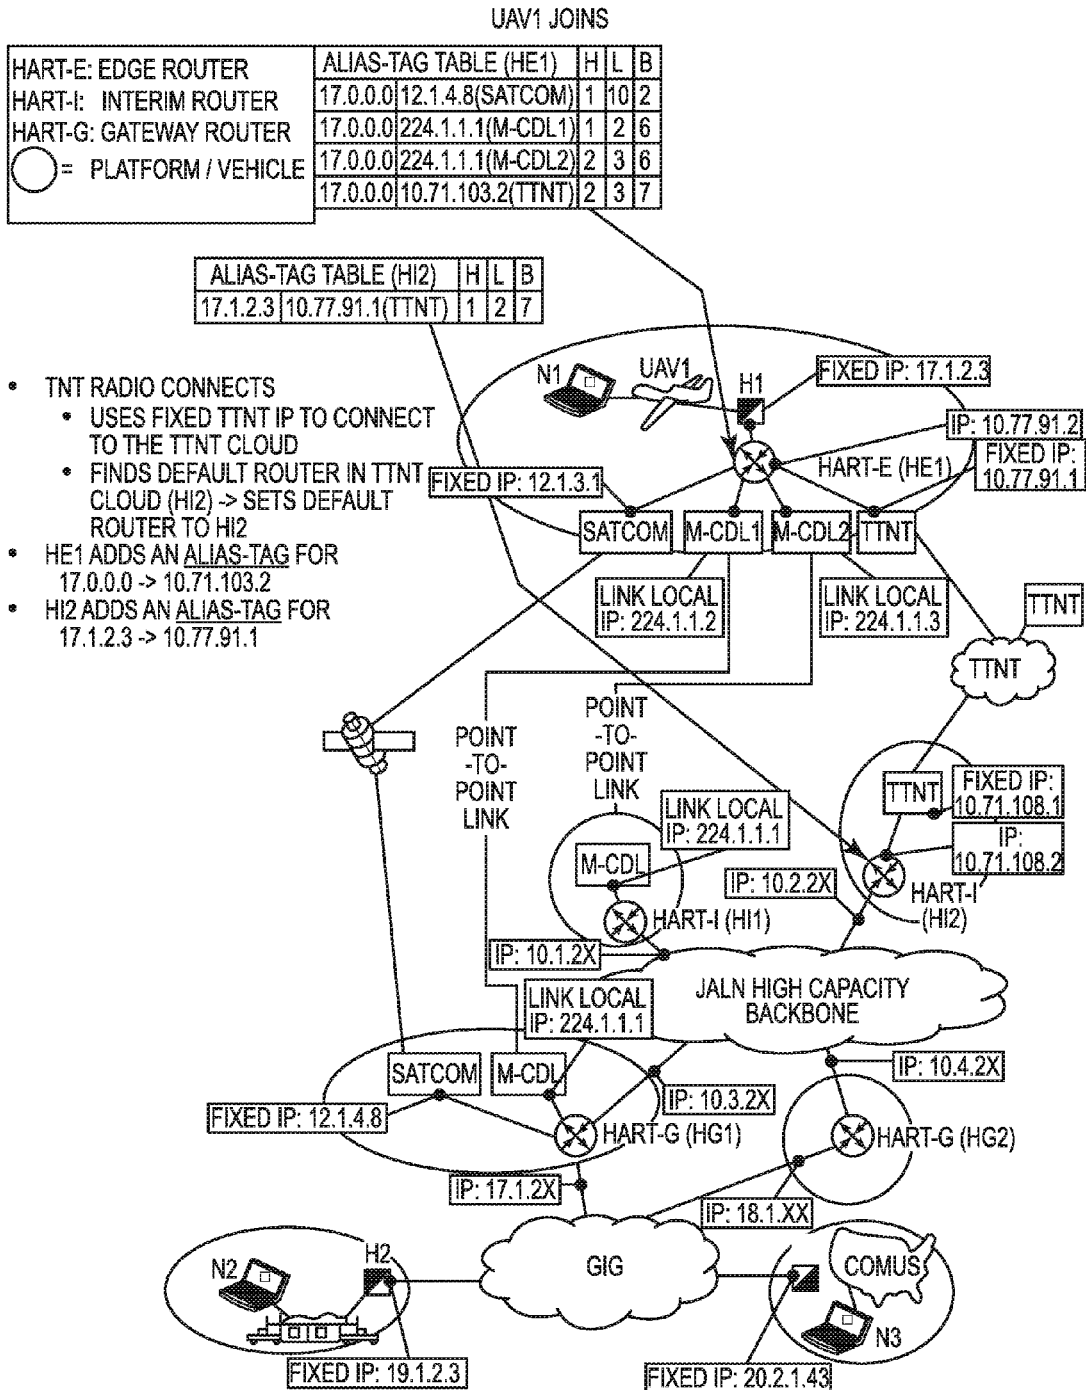 UAV1 JOINS
HART-E: EDGE ROUTER
HART-I: INTERIM ROUTER
HART-G: GATEWAY ROUTER
= PLATFORM / VEHICLE
ALIAS-TAG TABLE (HE1) H L B
17.0.0.0 12.1.4.8(SATCOM) 1 10 2
17.0.0.0 224.1.1.1(M-CDL1) 1 2 6
17.0.0.0 224.1.1.1(M-CDL2) 2 3 6
17.0.0.0 10.71.103.2(TTNT) 2 3 7
ALIAS-TAG TABLE (HI2) H L B
17.1.2.3 10.77.91.1(TTNT) 1 2 7
• TNT RADIO CONNECTS
• USES FIXED TTNT IP TO CONNECT
TO THE TTNT CLOUD
• FINDS DEFAULT ROUTER IN TTNT
CLOUD (HI2) -> SETS DEFAULT
ROUTER TO HI2
• HE1 ADDS AN ALIAS-TAG FOR
17.0.0.0 -> 10.71.103.2
• HI2 ADDS AN ALIAS-TAG FOR
17.1.2.3 -> 10.77.91.1
N1
UAV1
H1
FIXED IP: 17.1.2.3
IP: 10.77.91.2
FIXED IP:
10.77.91.1
HART-E (HE1)
FIXED IP: 12.1.3.1
SATCOM
M-CDL1
M-CDL2
TTNT
LINK LOCAL
IP: 224.1.1.2
LINK LOCAL
IP: 224.1.1.3
TTNT
TTNT
POINT
-TO-
POINT
LINK
POINT
-TO-
POINT
LINK
TTNT
FIXED IP:
10.71.108.1
IP:
10.71.108.2
LINK LOCAL
IP: 224.1.1.1
M-CDL
IP: 10.2.2X
HART-I
(HI2)
HART-I (HI1)
IP: 10.1.2X
JALN HIGH CAPACITY
BACKBONE
LINK LOCAL
IP: 224.1.1.1
SATCOM
M-CDL
IP: 10.4.2X
IP: 10.3.2X
FIXED IP: 12.1.4.8
HART-G (HG1)
HART-G (HG2)
IP: 17.1.2X
IP: 18.1.XX
GIG
N2
H2
COMUS
N3
FIXED IP: 19.1.2.3
FIXED IP: 20.2.1.43